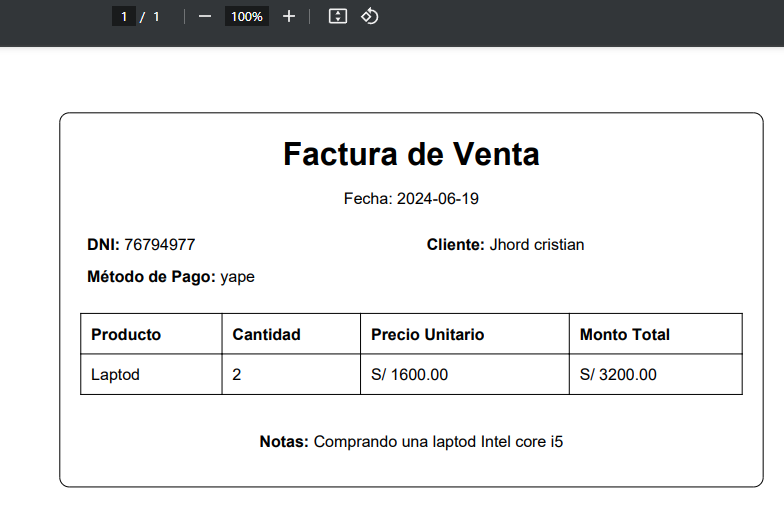 1 / 1 100%
Factura de Venta
Fecha: 2024-06-19
DNI: 76794977 Cliente: Jhord cristian
Método de Pago: yape
Producto Cantidad Precio Unitario Monto Total
Laptod 2 S/ 1600.00 S/ 3200.00
Notas: Comprando una laptod Intel core i5